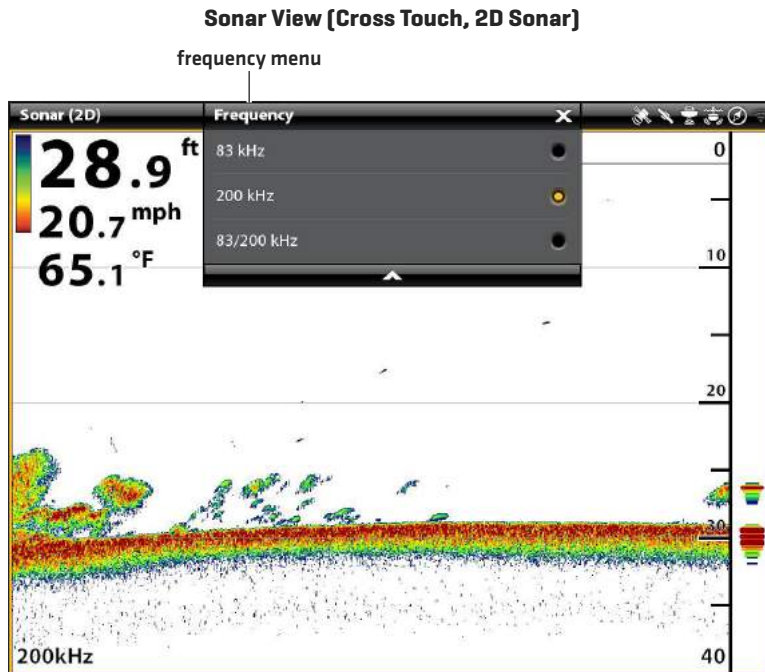 Sonar View (Cross Touch, 2D Sonar)
frequency menu
Sonar (2D)
Frequency
X
28.9 ft
20.7 mph
65.1 °F
83 kHz
200 kHz
83/200 kHz
0
10
20
30
40
200kHz